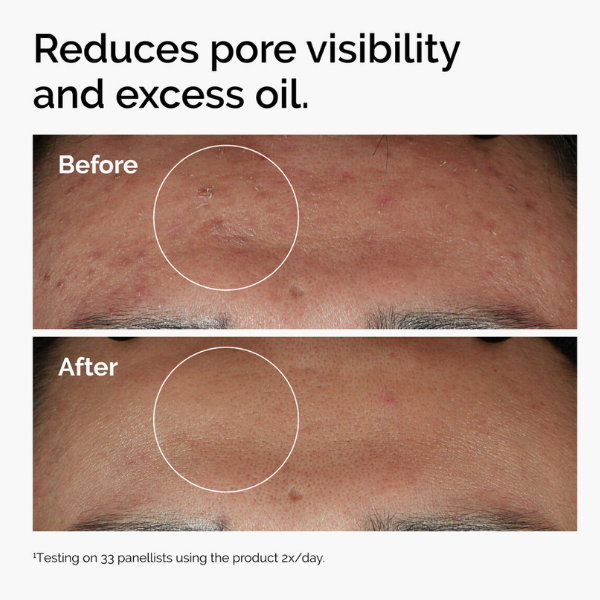 Reduces pore visibility
and excess oil.
Before
After
¹Testing on 33 panellists using the product 2x/day.